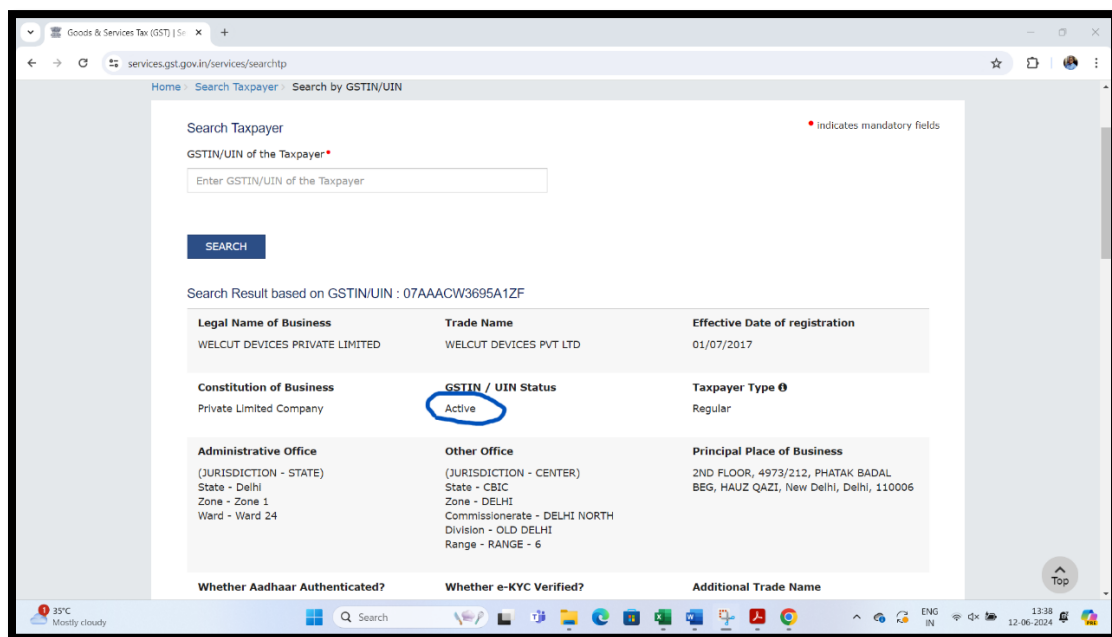 Goods & Services Tax (GST) | Se
services.gst.gov.in/services/searchtp
Home > Search Taxpayer > Search by GSTIN/UIN
Search Taxpayer
• indicates mandatory fields
GSTIN/UIN of the Taxpayer•
Enter GSTIN/UIN of the Taxpayer
SEARCH
Search Result based on GSTIN/UIN : 07AAACW3695A1ZF
Legal Name of Business Trade Name Effective Date of registration
WELCUT DEVICES PRIVATE LIMITED WELCUT DEVICES PVT LTD 01/07/2017
Constitution of Business GSTIN / UIN Status Taxpayer Type
Private Limited Company Active Regular
Administrative Office Other Office Principal Place of Business
(JURISDICTION - STATE) (JURISDICTION - CENTER) 2ND FLOOR, 4973/212, PHATAK BADAL
State - Delhi State - CBIC BEG, HAUZ QAZI, New Delhi, Delhi, 110006
Zone - Zone 1 Zone - DELHI
Ward - Ward 24 Commissionerate - DELHI NORTH
Division - OLD DELHI
Range - RANGE - 6
Whether Aadhaar Authenticated? Whether e-KYC Verified? Additional Trade Name
Top
1 35°C
Mostly cloudy
Search
ENG
IN
13:38
12-06-2024
PRE